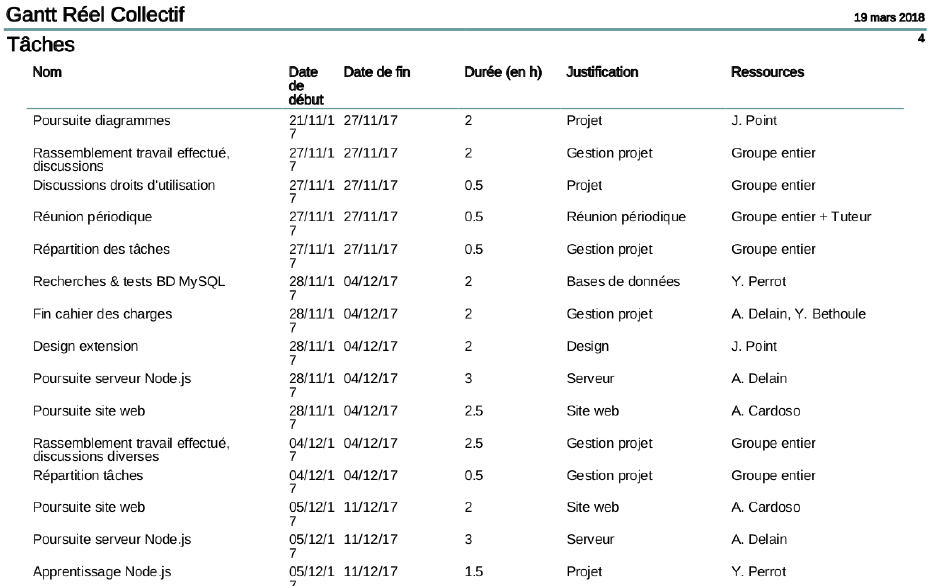 Gantt Réel Collectif
19 mars 2018
Tâches
4
Nom Date de début Date de fin Durée (en h) Justification Ressources
Poursuite diagrammes 21/11/17 27/11/17 2 Projet J. Point
Rassemblement travail effectué, discussions 27/11/17 27/11/17 2 Gestion projet Groupe entier
Discussions droits d'utilisation 27/11/17 27/11/17 0.5 Projet Groupe entier
Réunion périodique 27/11/17 27/11/17 0.5 Réunion périodique Groupe entier + Tuteur
Répartition des tâches 27/11/17 27/11/17 0.5 Gestion projet Groupe entier
Recherches & tests BD MySQL 28/11/17 04/12/17 2 Bases de données Y. Perrot
Fin cahier des charges 28/11/17 04/12/17 2 Gestion projet A. Delain, Y. Bethoule
Design extension 28/11/17 04/12/17 2 Design J. Point
Poursuite serveur Node.js 28/11/17 04/12/17 3 Serveur A. Delain
Poursuite site web 28/11/17 04/12/17 2.5 Site web A. Cardoso
Rassemblement travail effectué, discussions diverses 04/12/17 04/12/17 2.5 Gestion projet Groupe entier
Répartition tâches 04/12/17 04/12/17 0.5 Gestion projet Groupe entier
Poursuite site web 05/12/17 11/12/17 2 Site web A. Cardoso
Poursuite serveur Node.js 05/12/17 11/12/17 3 Serveur A. Delain
Apprentissage Node.js 05/12/17 11/12/17 1.5 Projet Y. Perrot